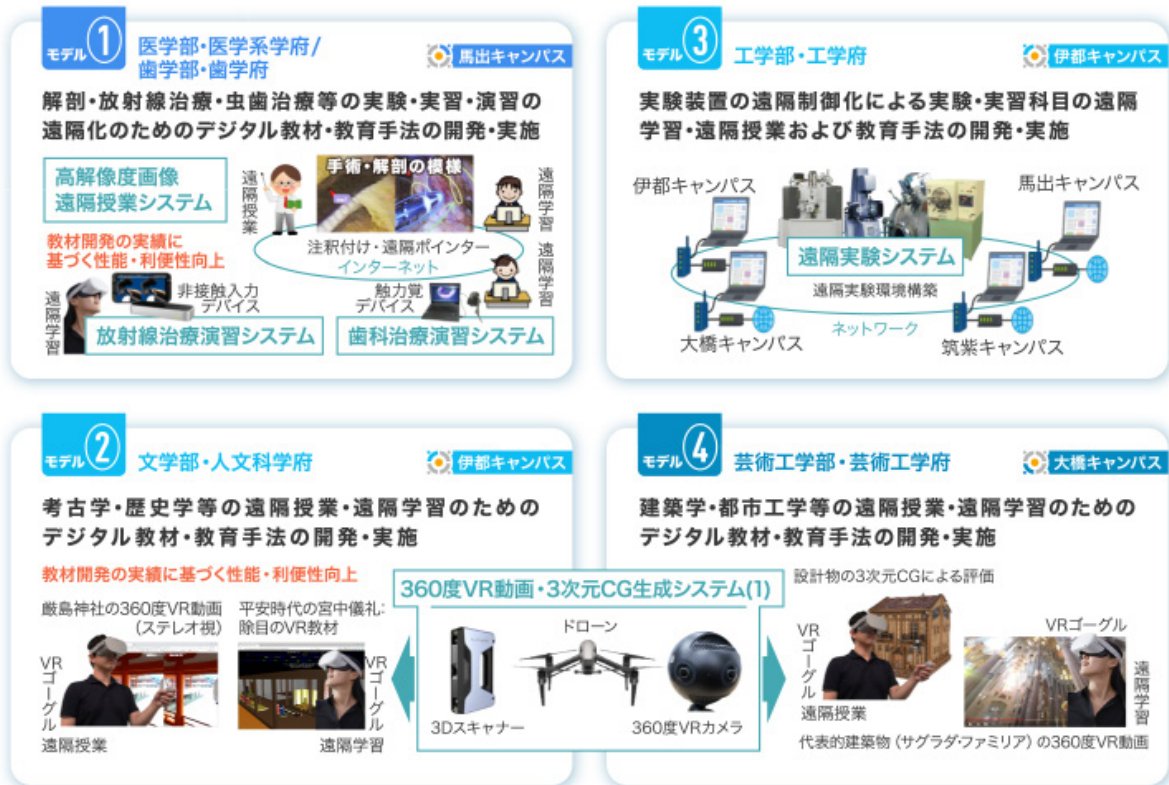 モデル①
医学部・医学系学府/
歯学部・歯学府
馬出キャンパス
解剖・放射線治療・虫歯治療等の実験・実習・演習の
遠隔化のためのデジタル教材・教育手法の開発・実施
高解像度画像
遠隔授業システム
遠隔授業
手術・解剖の模様
遠隔学習
教材開発の実績に
基づく性能・利便性向上
注釈付け・遠隔ポインター
インターネット
遠隔学習
遠隔学習
非接触入力
デバイス
触力覚
デバイス
放射線治療演習システム
歯科治療演習システム
モデル③
工学部・工学府
伊都キャンパス
実験装置の遠隔制御化による実験・実習科目の遠隔
学習・遠隔授業および教育手法の開発・実施
伊都キャンパス
馬出キャンパス
遠隔実験システム
遠隔実験環境構築
ネットワーク
大橋キャンパス
筑紫キャンパス
モデル②
文学部・人文科学府
伊都キャンパス
考古学・歴史学等の遠隔授業・遠隔学習のための
デジタル教材・教育手法の開発・実施
教材開発の実績に基づく性能・利便性向上
厳島神社の360度VR動画
(ステレオ視)
平安時代の宮中儀礼:
除目のVR教材
VRゴーグル
遠隔授業
VRゴーグル
遠隔学習
360度VR動画・3次元CG生成システム(1)
ドローン
3Dスキャナー
360度VRカメラ
モデル④
芸術工学部・芸術工学府
大橋キャンパス
建築学・都市工学等の遠隔授業・遠隔学習のための
デジタル教材・教育手法の開発・実施
設計物の3次元CGによる評価
VRゴーグル
遠隔授業
VRゴーグル
遠隔学習
代表的建築物(サグラダ・ファミリア)の360度VR動画